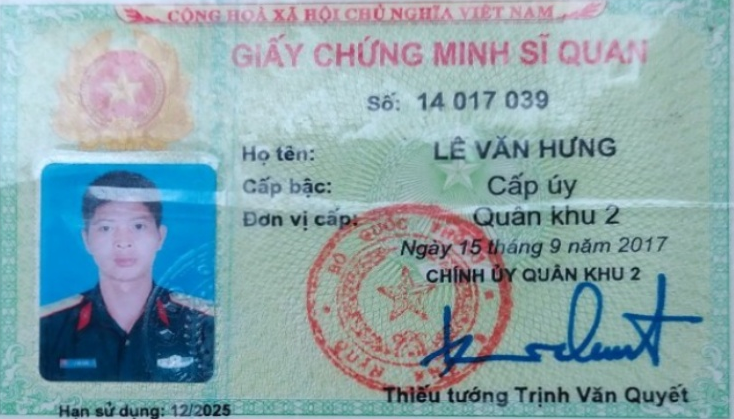 CỘNG HOÀ XÃ HỘI CHỦ NGHĨA VIỆT NAM
GIẤY CHỨNG MINH SĨ QUAN
Số: 14 017 039
Họ tên: LÊ VĂN HƯNG
Cấp bậc: Cấp úy
Đơn vị cấp: Quân khu 2
Ngày 15 tháng 9 năm 2017
CHÍNH ỦY QUÂN KHU 2
BỘ QUỐC
Thiếu tướng Trịnh Văn Quyết
Hạn sử dụng: 12/2025